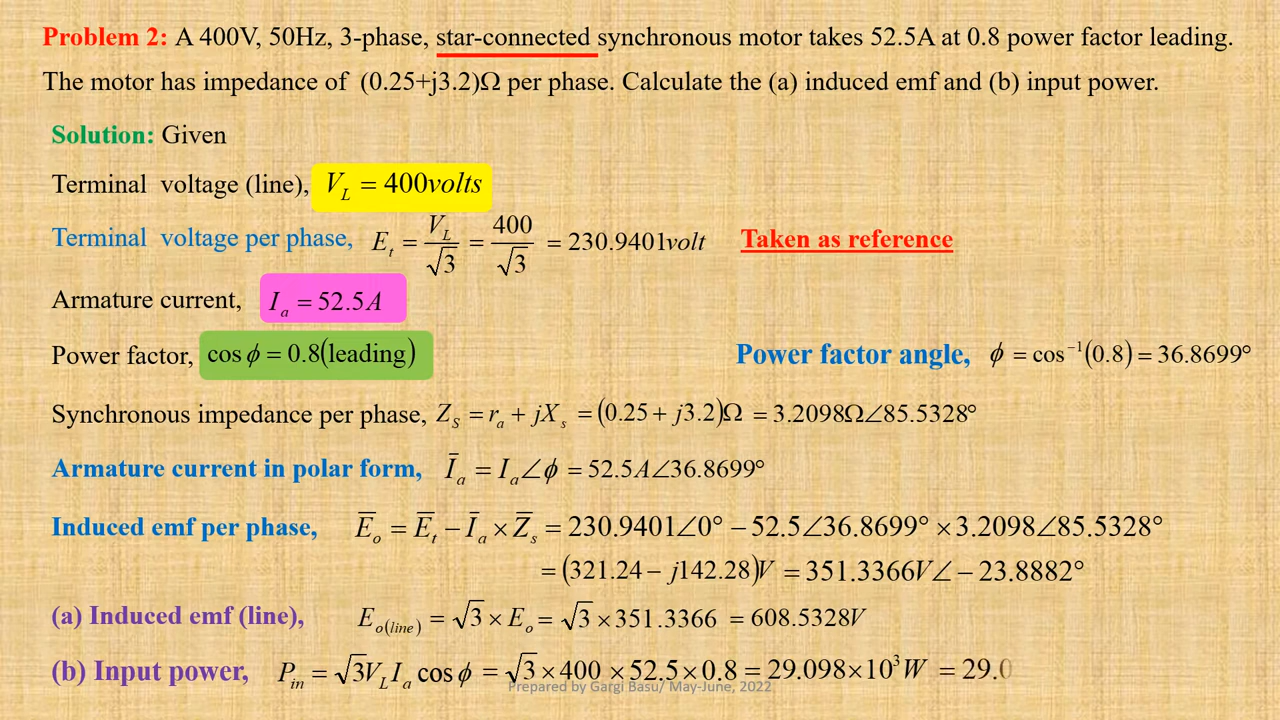 Problem 2: A 400V, 50Hz, 3-phase, star-connected synchronous motor takes 52.5A at 0.8 power factor leading.
The motor has impedance of (0.25+j3.2)Ω per phase. Calculate the (a) induced emf and (b) input power.
Solution: Given
Terminal voltage (line), V_L = 400volts
Terminal voltage per phase, E_t = V_L/√3 = 400/√3 = 230.9401volt Taken as reference
Armature current, I_a = 52.5A
Power factor, cos ϕ = 0.8(leading) Power factor angle, ϕ = cos⁻¹(0.8) = 36.8699°
Synchronous impedance per phase, Z_S = r_a + jX_s = (0.25 + j3.2)Ω = 3.2098Ω∠85.5328°
Armature current in polar form, I̅_a = I_a∠ϕ = 52.5A∠36.8699°
Induced emf per phase, E̅_o = E̅_t − I̅_a × Z̅_s = 230.9401∠0° − 52.5∠36.8699° × 3.2098∠85.5328°
= (321.24 − j142.28)V = 351.3366V∠ − 23.8882°
(a) Induced emf (line), E_o(line) = √3 × E_o = √3 × 351.3366 = 608.5328V
(b) Input power, P_in = √3V_L I_a cos ϕ = √3 × 400 × 52.5 × 0.8 = 29.098×10³W = 29.0
Prepared by Gargi Basu/ May-June, 2022